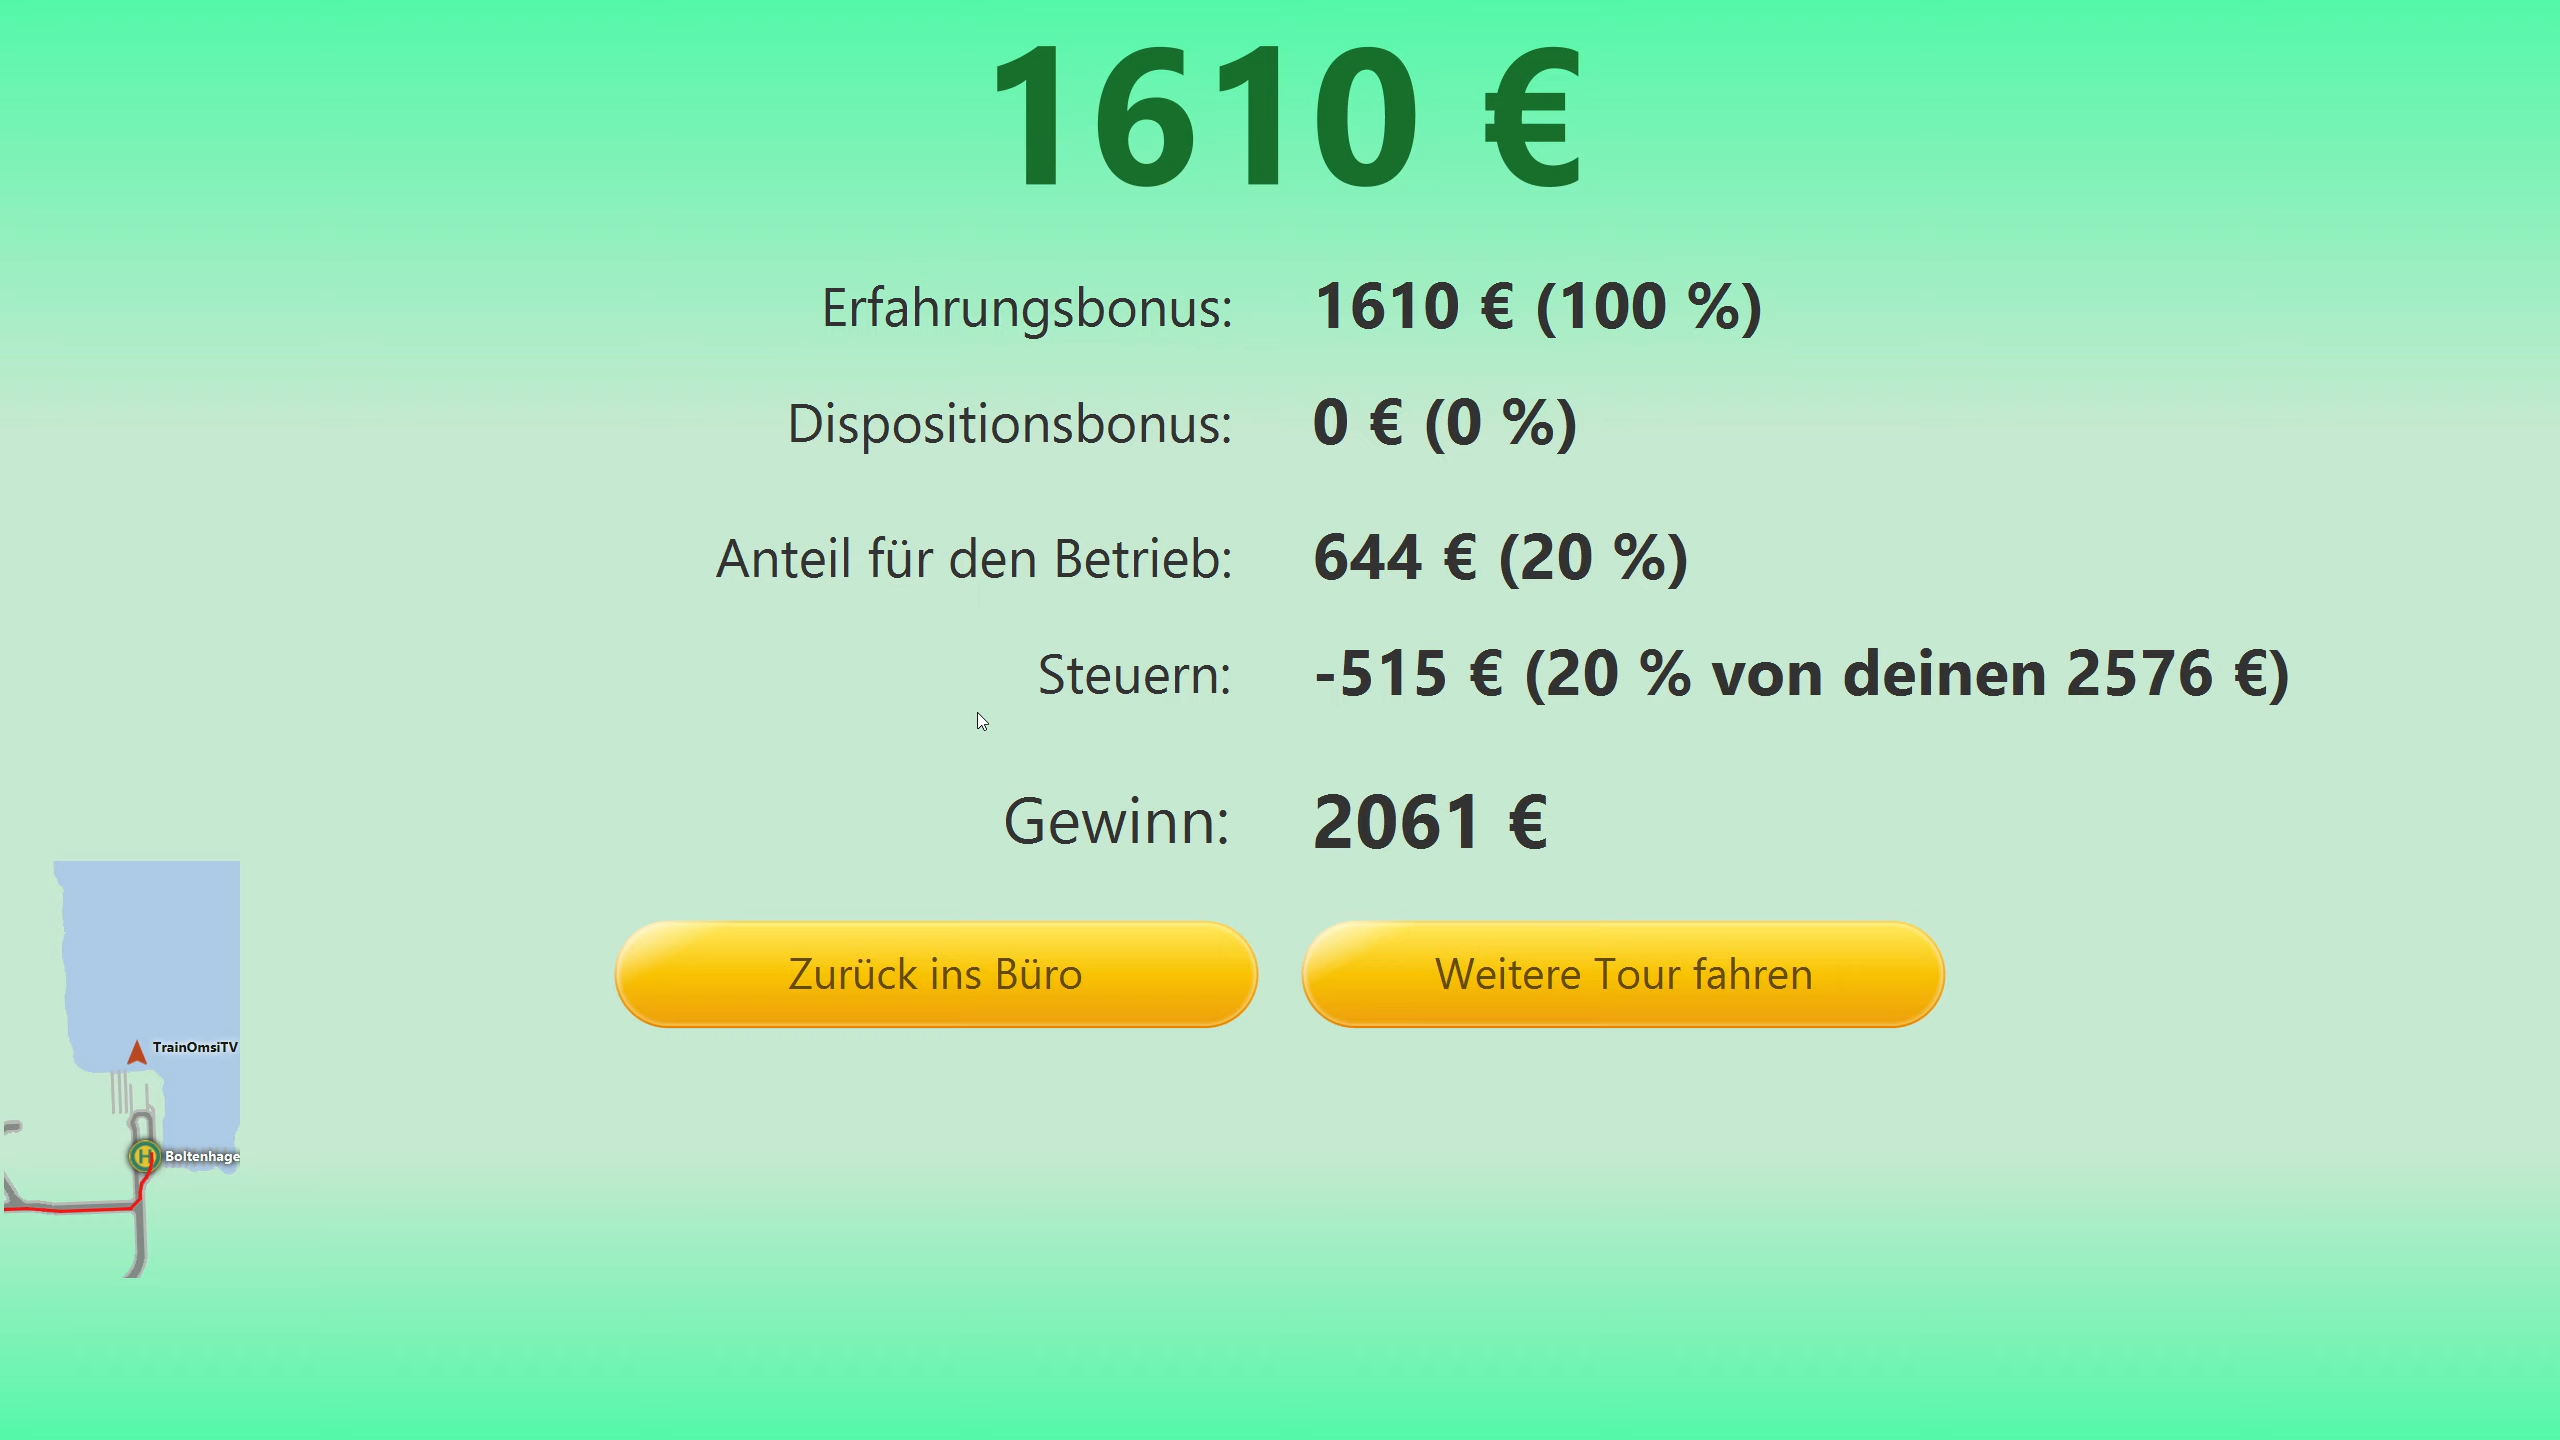 1610 €
Erfahrungsbonus: 1610 € (100 %)
Dispositionsbonus: 0 € (0 %)
Anteil für den Betrieb: 644 € (20 %)
Steuern: -515 € (20 % von deinen 2576 €)
Gewinn: 2061 €
Zurück ins Büro Weitere Tour fahren
TrainOmsiTV
H Boltenhage